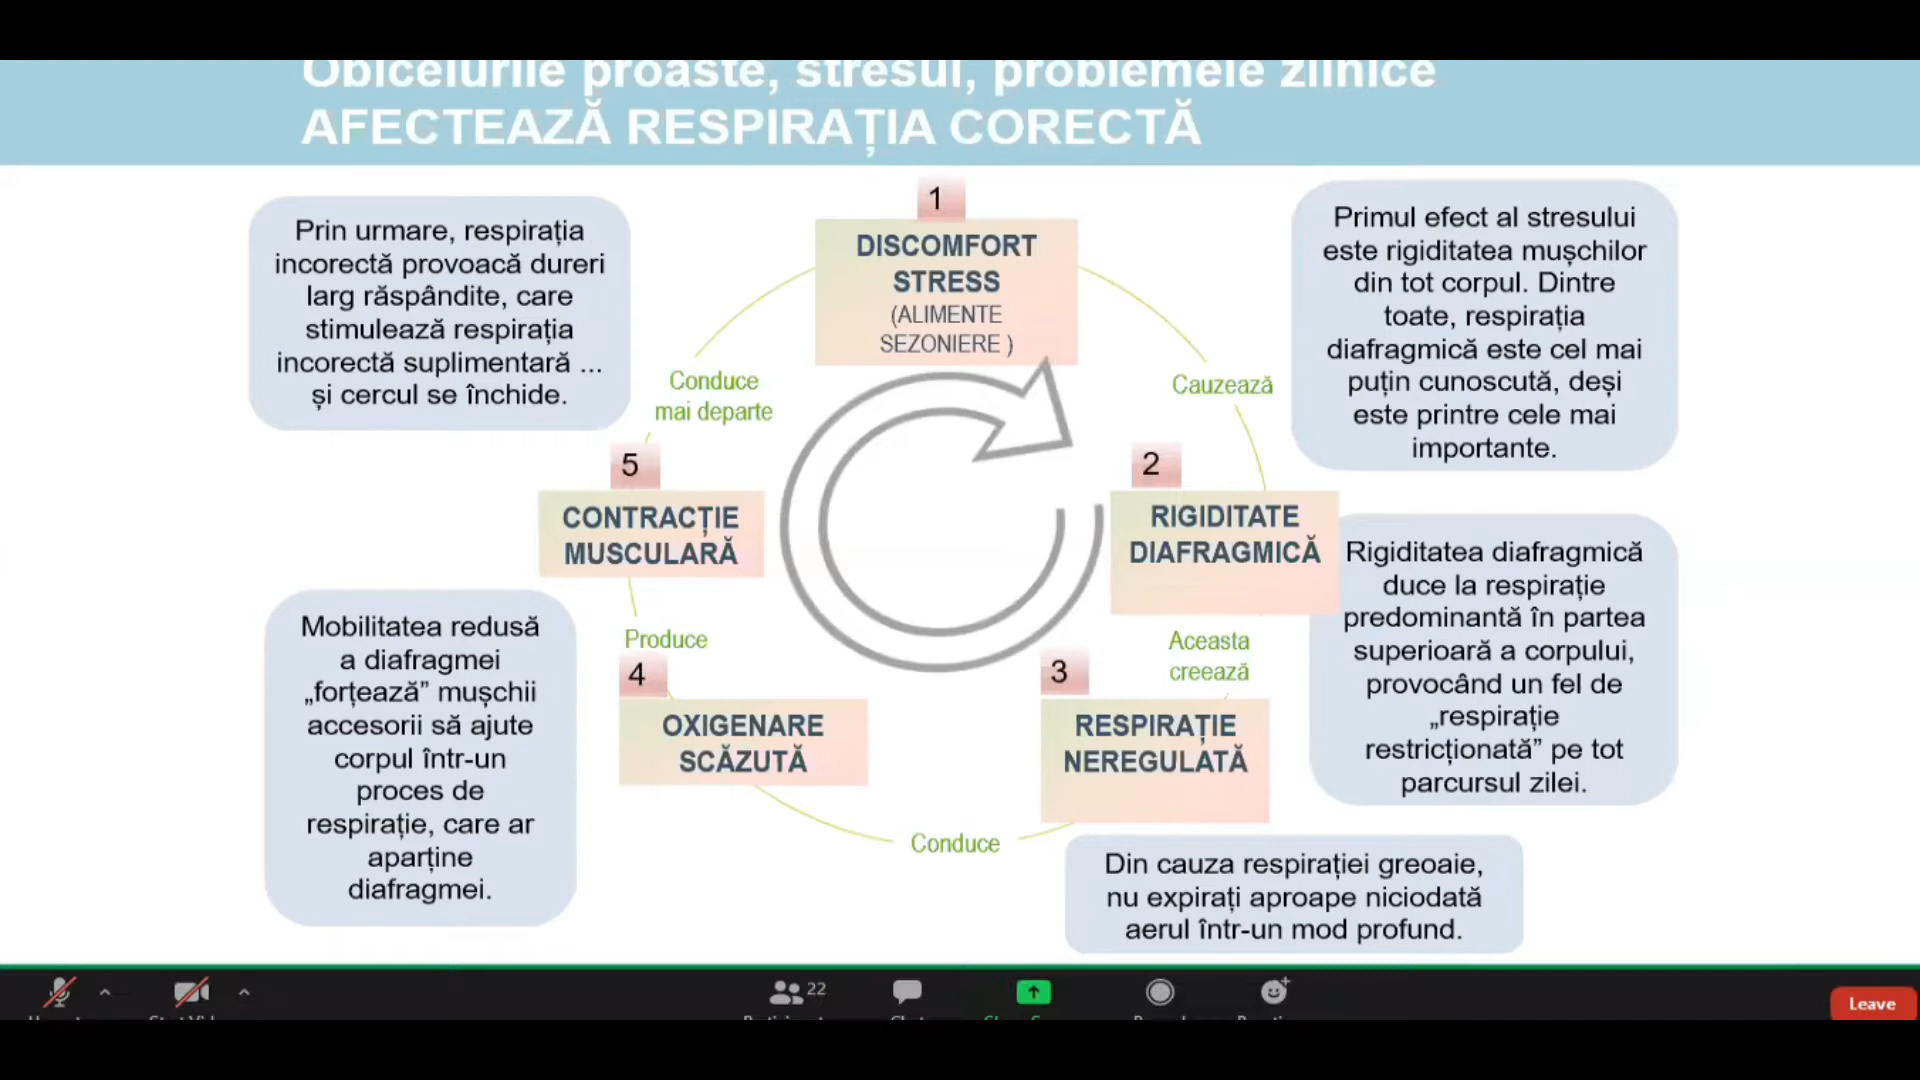 Obiceiurile proaste, stresul, problemele zilnice
AFECTEAZĂ RESPIRAȚIA CORECTĂ
Prin urmare, respirația
incorectă provoacă dureri
larg răspândite, care
stimulează respirația
incorectă suplimentară ...
și cercul se închide.
1
DISCOMFORT
STRESS
(ALIMENTE
SEZONIERE )
Primul efect al stresului
este rigiditatea mușchilor
din tot corpul. Dintre
toate, respirația
diafragmică este cel mai
puțin cunoscută, deși
este printre cele mai
importante.
Conduce
mai departe
Cauzează
5
CONTRACȚIE
MUSCULARĂ
2
RIGIDITATE
DIAFRAGMICĂ
Rigiditatea diafragmică
duce la respirație
predominantă în partea
superioară a corpului,
provocând un fel de
„respirație
restricționată” pe tot
parcursul zilei.
Mobilitatea redusă
a diafragmei
„forțează” mușchii
accesorii să ajute
corpul într-un
proces de
respirație, care ar
aparține
diafragmei.
Produce
Aceasta
creează
4
OXIGENARE
SCĂZUTĂ
3
RESPIRAȚIE
NEREGULATĂ
Conduce
Din cauza respirației greoaie,
nu expirați aproape niciodată
aerul într-un mod profund.
22
Leave